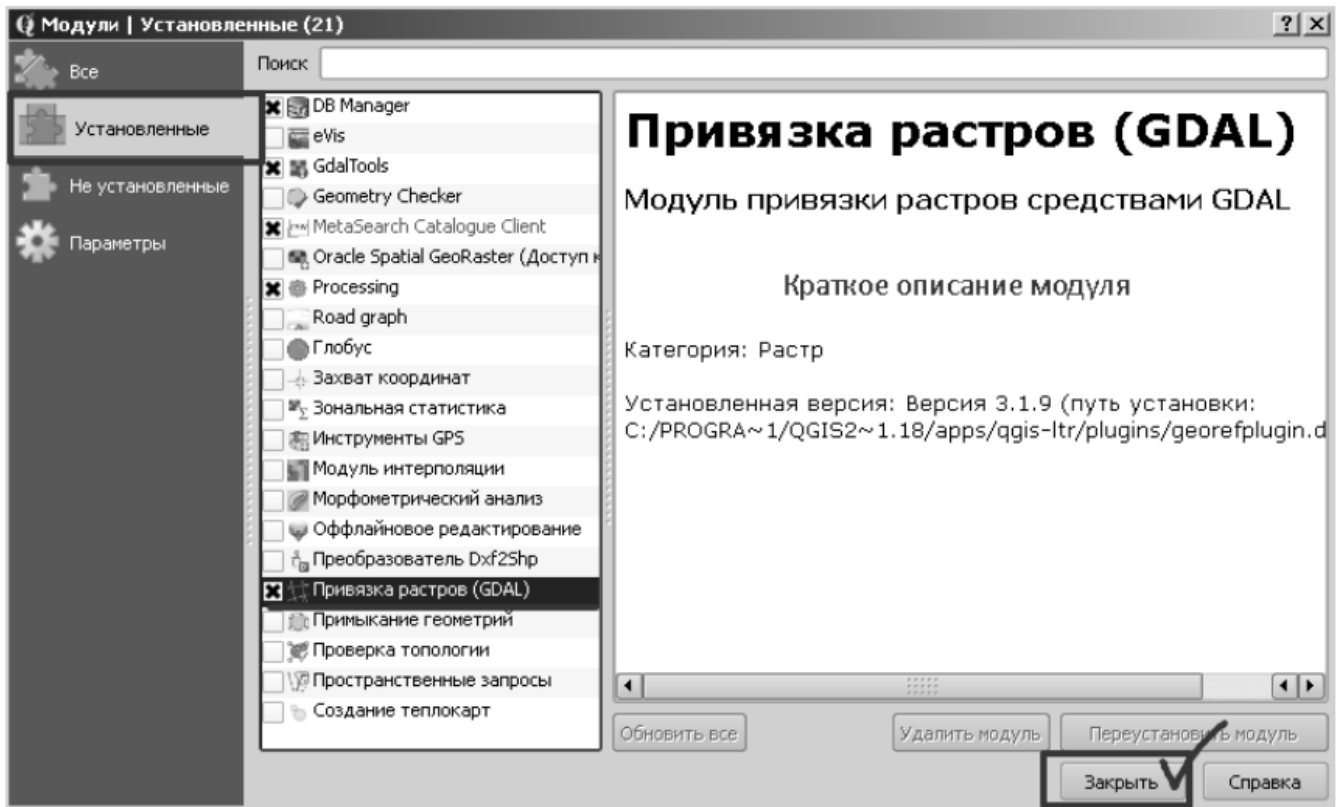 Модули | Установленные (21)
Все
Установленные
Не установленные
Параметры
Поиск
DB Manager
eVis
GdalTools
Geometry Checker
MetaSearch Catalogue Client
Oracle Spatial GeoRaster (Доступ к
Processing
Road graph
Глобус
Захват координат
Зональная статистика
Инструменты GPS
Модуль интерполяции
Морфометрический анализ
Оффлайновое редактирование
Преобразователь Dxf2Shp
Привязка растров (GDAL)
Примыкание геометрий
Проверка топологии
Пространственные запросы
Создание теплокарт
Привязка растров (GDAL)
Модуль привязки растров средствами GDAL
Краткое описание модуля
Категория: Растр
Установленная версия: Версия 3.1.9 (путь установки:
C:/PROGRA~1/QGIS2~1.18/apps/qgis-ltr/plugins/georefplugin.d
Обновить все
Удалить модуль
Переустановить модуль
Закрыть
Справка